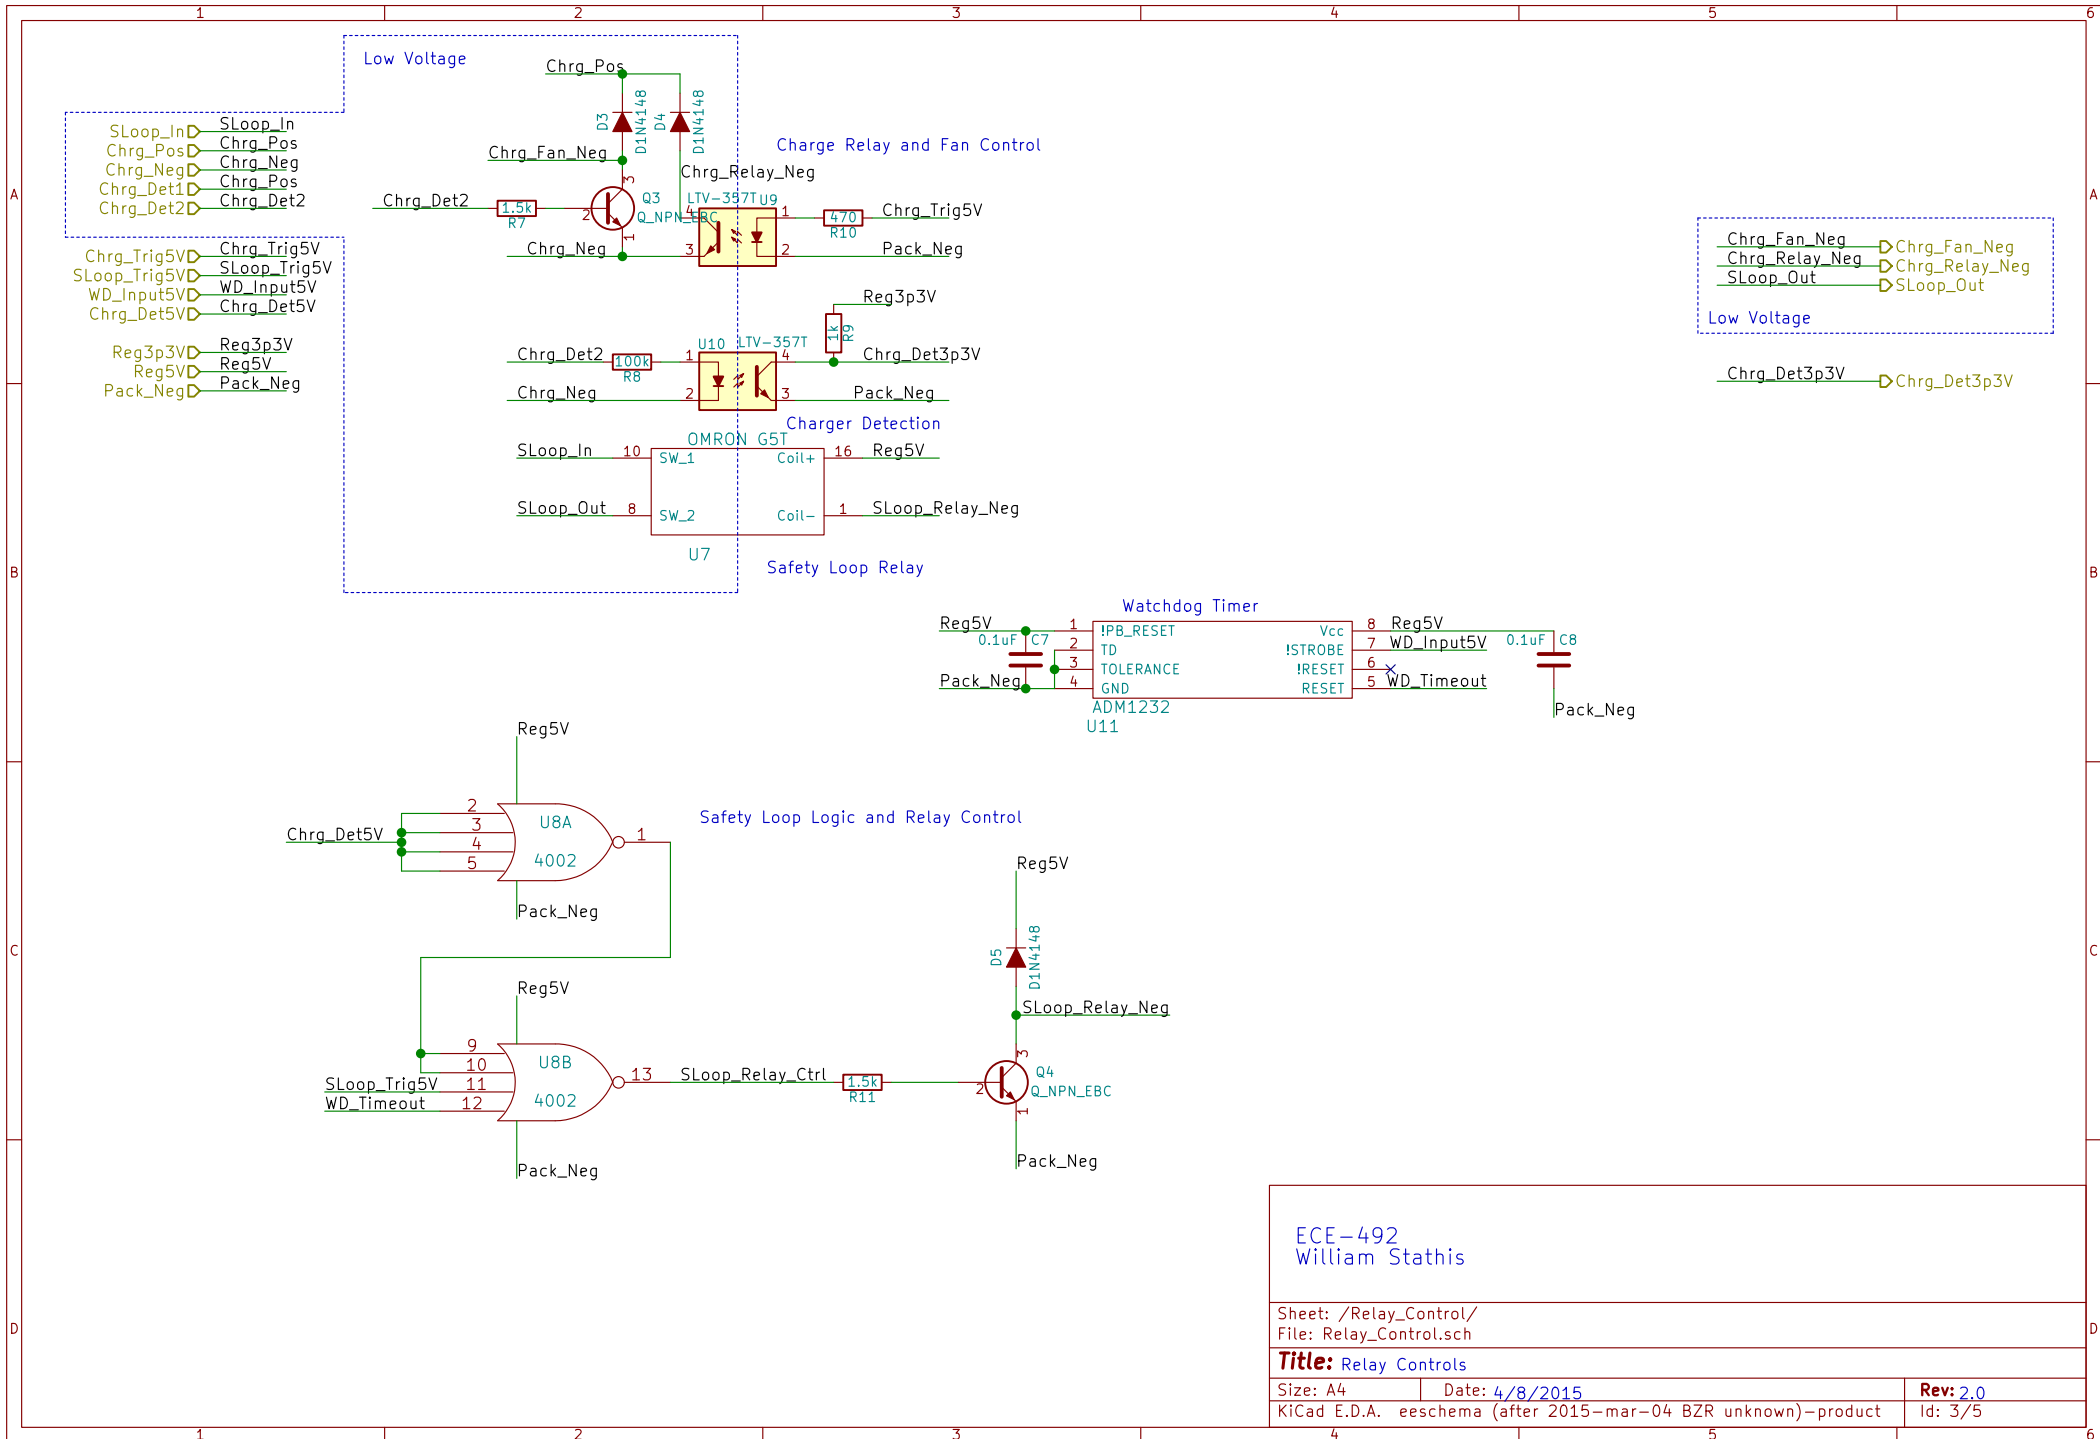 1 2 3 4 5 6
Low Voltage
Chrg_Pos
D3
D1N4148
D4
D1N4148
Charge Relay and Fan Control
SLoop_In SLoop_In
Chrg_Pos Chrg_Pos
Chrg_Neg Chrg_Neg
Chrg_Det1 Chrg_Pos
Chrg_Det2 Chrg_Det2
Chrg_Fan_Neg
Chrg_Relay_Neg
A A
Chrg_Det2 1.5k R7 2 3 1 Q3 Q_NPN_EBC
LTV-357T U9
4 1 470 R10 Chrg_Trig5V
Chrg_Neg 3 2 Pack_Neg
Chrg_Trig5V Chrg_Trig5V
SLoop_Trig5V SLoop_Trig5V
WD_Input5V WD_Input5V
Chrg_Det5V Chrg_Det5V
Reg3p3V Reg3p3V
Reg5V Reg5V
Pack_Neg Pack_Neg
Chrg_Fan_Neg Chrg_Fan_Neg
Chrg_Relay_Neg Chrg_Relay_Neg
SLoop_Out SLoop_Out
Low Voltage
Chrg_Det3p3V Chrg_Det3p3V
Reg3p3V
1k R9
U10 LTV-357T
Chrg_Det2 100k R8 1 4 Chrg_Det3p3V
Chrg_Neg 2 3 Pack_Neg
Charger Detection
OMRON G5T
SLoop_In 10 SW_1 Coil+ 16 Reg5V
SLoop_Out 8 SW_2 Coil- 1 SLoop_Relay_Neg
U7
Safety Loop Relay
B B
Watchdog Timer
Reg5V 1 !PB_RESET Vcc 8 Reg5V
0.1uF C7 2 TD !STROBE 7 WD_Input5V 0.1uF C8
3 TOLERANCE !RESET 6
Pack_Neg 4 GND RESET 5 WD_Timeout
ADM1232
U11
Pack_Neg
Reg5V
Safety Loop Logic and Relay Control
Chrg_Det5V
2
3
4
5
U8A
4002
1
Pack_Neg
C C
Reg5V
D5
D1N4148
SLoop_Relay_Neg
Reg5V
9
10
SLoop_Trig5V 11
WD_Timeout 12
U8B
4002
13 SLoop_Relay_Ctrl 1.5k R11 2 3 1 Q4
Q_NPN_EBC
Pack_Neg
Pack_Neg
D D
ECE-492
William Stathis
Sheet: /Relay_Control/
File: Relay_Control.sch
Title: Relay Controls
Size: A4 Date: 4/8/2015 Rev: 2.0
KiCad E.D.A. eeschema (after 2015-mar-04 BZR unknown)-product Id: 3/5
1 2 3 4 5 6